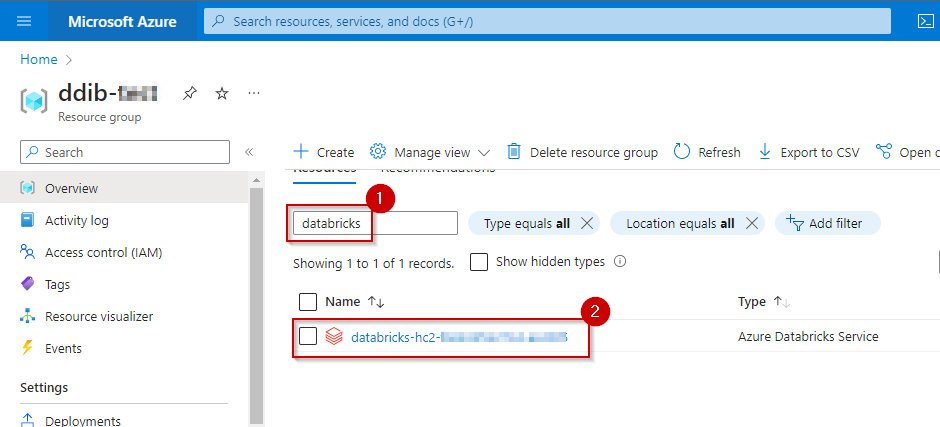 Microsoft Azure
Search resources, services, and docs (G+/)
Home
ddib-
Resource group
Search
Create
Manage view
Delete resource group
Refresh
Export to CSV
Open
Resources
Recommendations
Overview
1
Activity log
databricks
Type equals all
Location equals all
Add filter
Access control (IAM)
Showing 1 to 1 of 1 records.
Show hidden types
Tags
Name
Type
Resource visualizer
2
databricks-hc2-
Azure Databricks Service
Events
Settings
Deployments